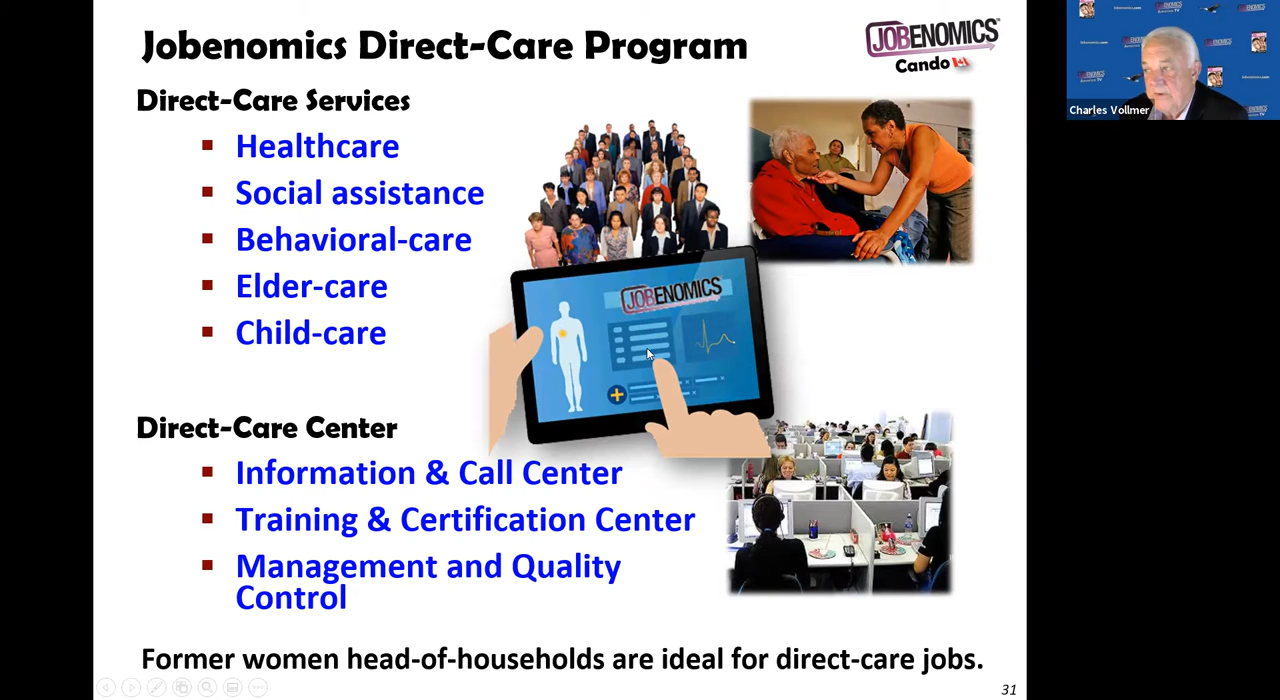 Jobenomics Direct-Care Program
JOBENOMICS™
Cando
Direct-Care Services
▪ Healthcare
▪ Social assistance
▪ Behavioral-care
▪ Elder-care
▪ Child-care
JOBENOMICS
Direct-Care Center
▪ Information & Call Center
▪ Training & Certification Center
▪ Management and Quality
Control
Former women head-of-households are ideal for direct-care jobs.
31
Charles Vollmer